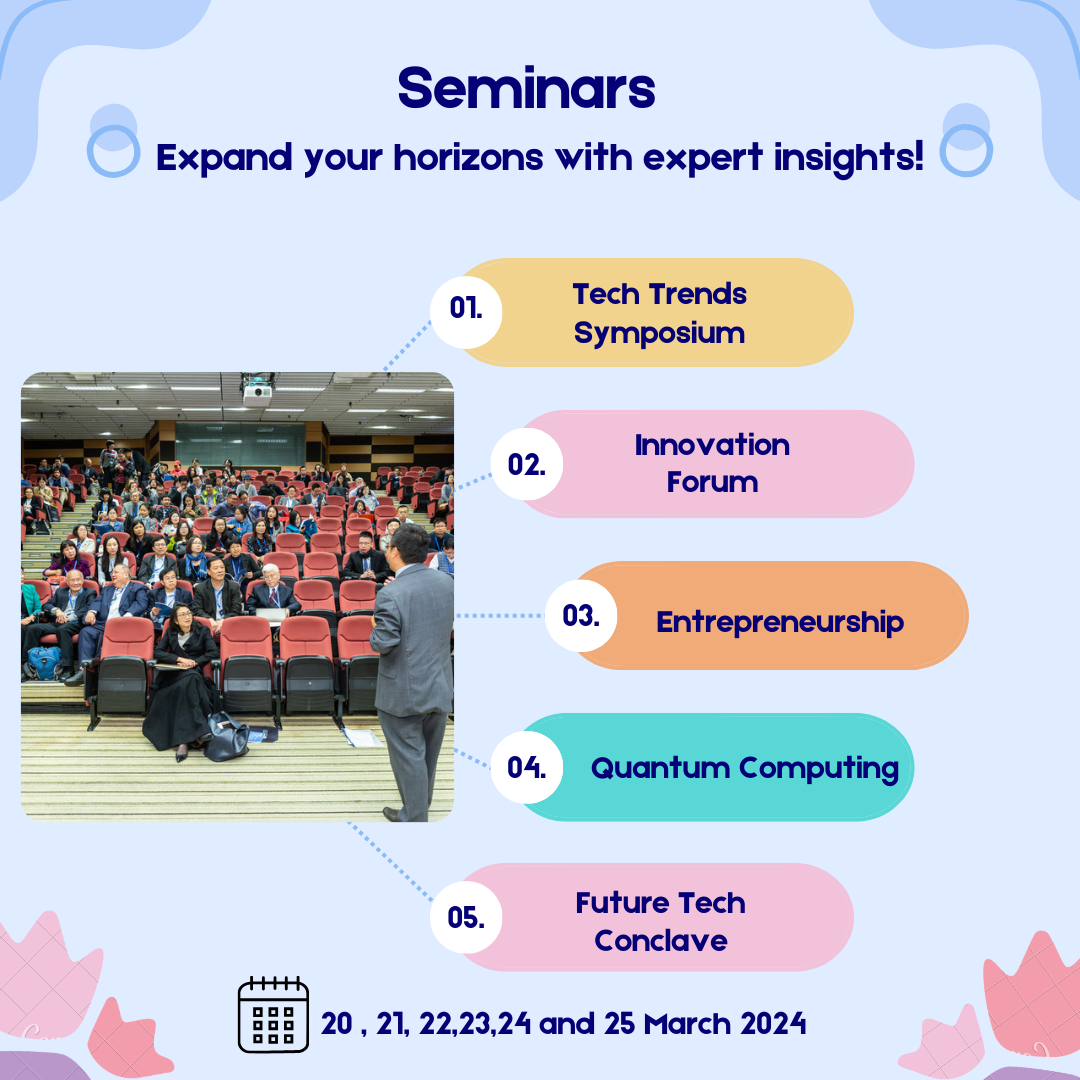 Seminars
Expand your horizons with expert insights!
01.
Tech Trends
Symposium
02.
Innovation
Forum
03.
Entrepreneurship
04.
Quantum Computing
05.
Future Tech
Conclave
20 , 21, 22,23,24 and 25 March 2024